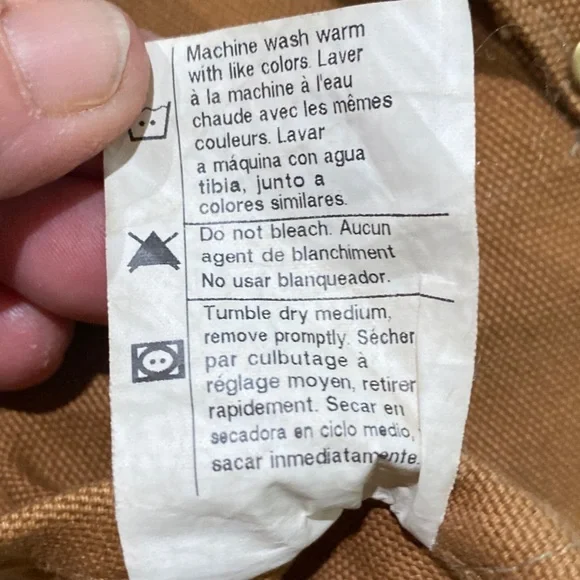 Machine wash warm
with like colors. Laver
à la machine à l'eau
chaude avec les mêmes
couleurs. Lavar
a máquina con agua
tibia, junto a
colores similares.
Do not bleach. Aucun
agent de blanchiment
No usar blanqueador.
Tumble dry medium,
remove promptly. Sécher
par culbutage à
réglage moyen, retirer
rapidement. Secar en
secadora en ciclo medio,
sacar inmediatamente.